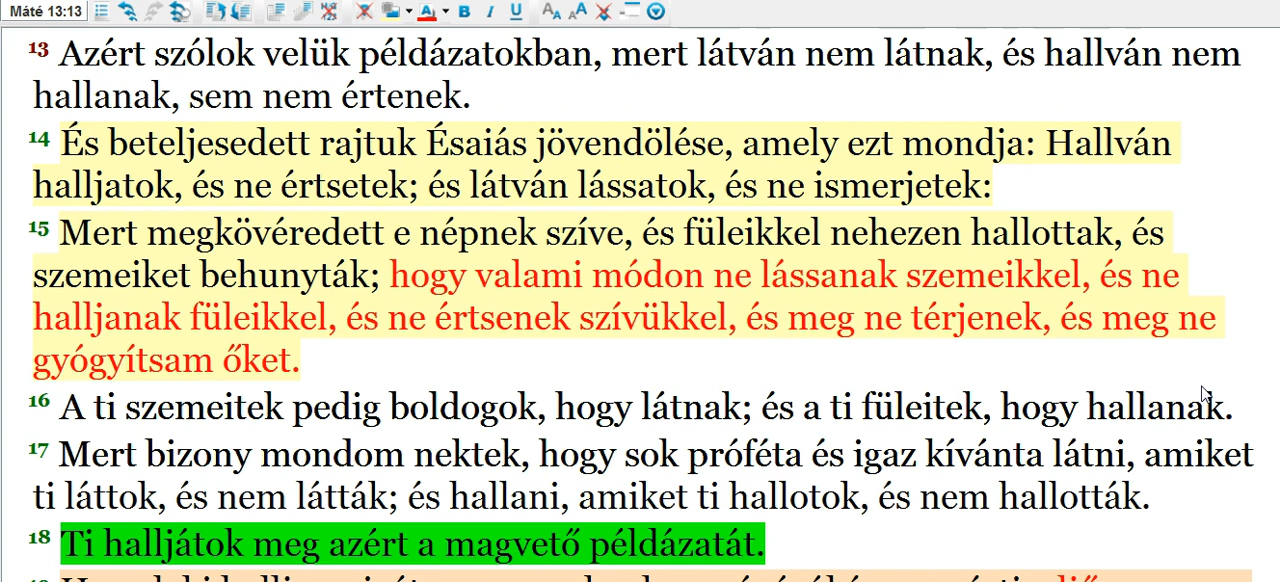 Máté 13:13
13 Azért szólok velük példázatokban, mert látván nem látnak, és hallván nem
hallanak, sem nem értenek.
14 És beteljesedett rajtuk Ésaiás jövendölése, amely ezt mondja: Hallván
halljatok, és ne értsetek; és látván lássatok, és ne ismerjetek:
15 Mert megkövéredett e népnek szíve, és füleikkel nehezen hallottak, és
szemeiket behunyták; hogy valami módon ne lássanak szemeikkel, és ne
halljanak füleikkel, és ne értsenek szívükkel, és meg ne térjenek, és meg ne
gyógyítsam őket.
16 A ti szemeitek pedig boldogok, hogy látnak; és a ti füleitek, hogy hallanak.
17 Mert bizony mondom nektek, hogy sok próféta és igaz kívánta látni, amiket
ti láttok, és nem látták; és hallani, amiket ti hallotok, és nem hallották.
18 Ti halljátok meg azért a magvető példázatát.